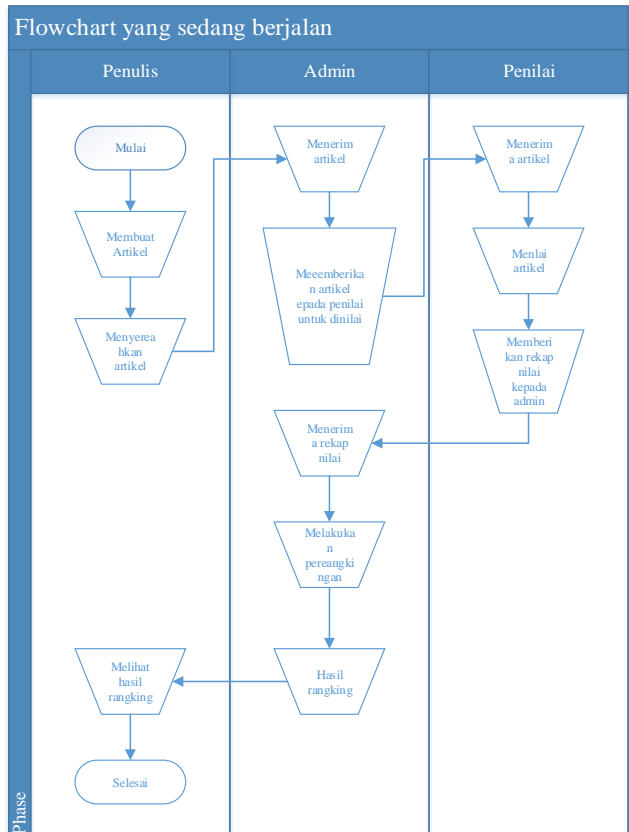 Flowchart yang sedang berjalan
Penulis
Admin
Penilai
Mulai
Membuat
Artikel
Menyerea
hkan
artikel
Menerim
artikel
Meeemberika
n artikel
epada penilai
untuk dinilai
Menerim
a artikel
Menlai
artikel
Memberi
kan rekap
nilai
kepada
admin
Menerim
a rekap
nilai
Melakuka
n
pereangki
ngan
Hasil
rangking
Melihat
hasil
rangking
Selesai
Phase